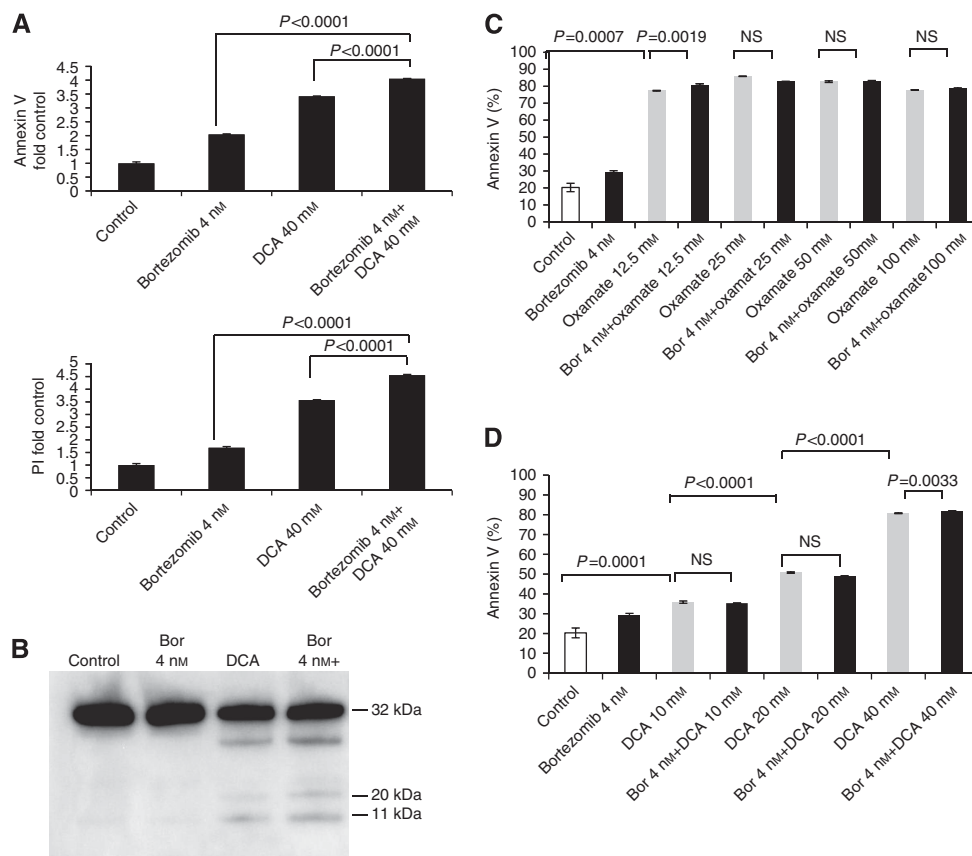 A
P<0.0001
P<0.0001
Annexin V
fold control
4.5
4
3.5
3
2.5
2
1.5
1
0.5
0
Control
Bortezomib 4 nM
DCA 40 mM
Bortezomib 4 nM+
DCA 40 mM
P<0.0001
P<0.0001
PI fold control
5
4.5
4
3.5
3
2.5
2
1.5
1
0.5
0
Control
Bortezomib 4 nM
DCA 40 mM
Bortezomib 4 nM+
DCA 40 mM
B
Control
Bor
4 nM
DCA
Bor
4 nM+
32 kDa
20 kDa
11 kDa
C
P=0.0007
P=0.0019
NS
NS
NS
Annexin V (%)
100
90
80
70
60
50
40
30
20
10
0
Control
Bortezomib 4 nM
Oxamate 12.5 mM
Bor 4 nM+oxamate 12.5 mM
Oxamate 25 mM
Bor 4 nM+oxamat 25 mM
Oxamate 50 mM
Bor 4 nM+oxamate 50mM
Oxamate 100 mM
Bor 4 nM+oxamate100 mM
D
P<0.0001
P<0.0001
P=0.0033
P=0.0001
NS
NS
Annexin V (%)
100
90
80
70
60
50
40
30
20
10
0
Control
Bortezomib 4 nM
DCA 10 mM
Bor 4 nM+DCA 10 mM
DCA 20 mM
Bor 4 nM+DCA 20 mM
DCA 40 mM
Bor 4 nM+DCA 40 mM